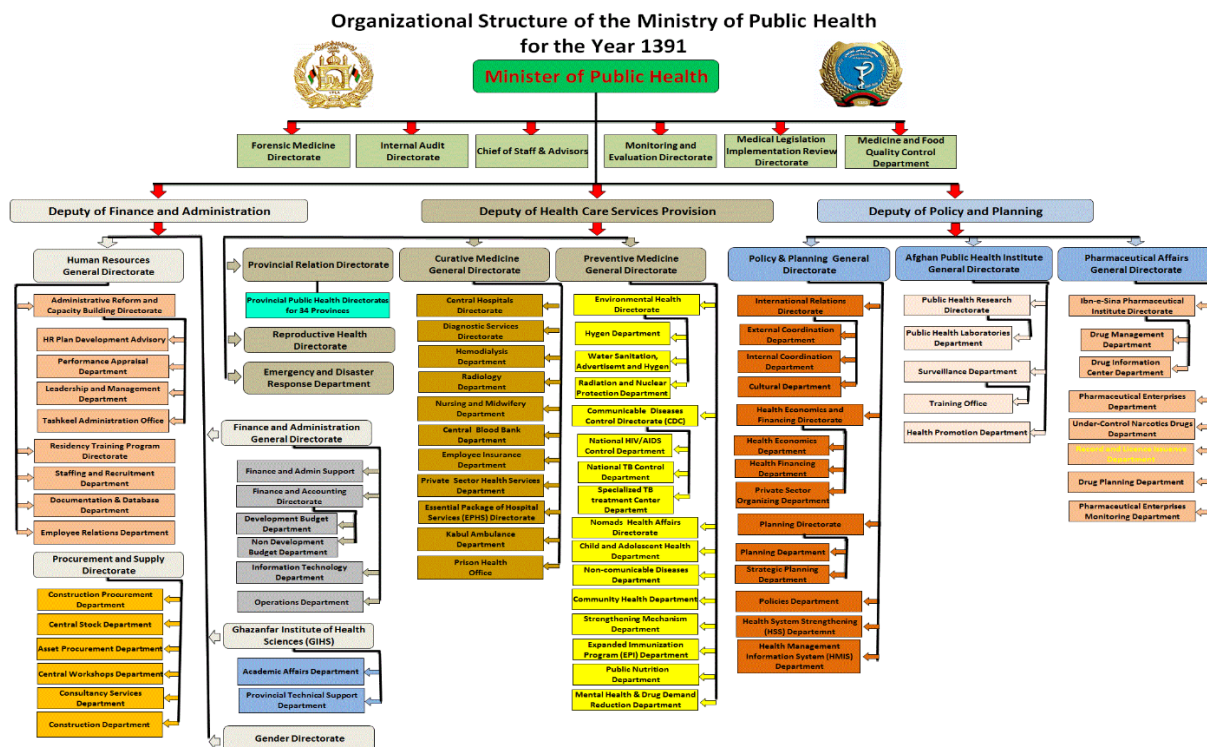 Organizational Structure of the Ministry of Public Health
for the Year 1391
Minister of Public Health
Forensic Medicine
Directorate
Internal Audit
Directorate
Chief of Staff & Advisors
Monitoring and
Evaluation Directorate
Medical Legislation
Implementation Review
Directorate
Medicine and Food
Quality Control
Department
Deputy of Finance and Administration
Deputy of Health Care Services Provision
Deputy of Policy and Planning
Human Resources
General Directorate
Administrative Reform and
Capacity Building Directorate
HR Plan Development Advisory
Performance Appraisal
Department
Leadership and Management
Department
Tashkeel Administration Office
Residency Training Program
Directorate
Staffing and Recruitment
Department
Documentation & Database
Department
Employee Relations Department
Procurement and Supply
Directorate
Construction Procurement
Department
Central Stock Department
Asset Procurement Department
Central Workshops Department
Consultancy Services
Department
Construction Department
Provincial Relation Directorate
Provincial Public Health Directorates
for 34 Provinces
Reproductive Health
Directorate
Emergency and Disaster
Response Department
Finance and Administration
General Directorate
Finance and Admin Support
Finance and Accounting
Directorate
Development Budget
Department
Non Development
Budget Department
Information Technology
Department
Operations Department
Ghazanfar Institute of Health
Sciences (GIHS)
Academic Affairs Department
Provincial Technical Support
Department
Gender Directorate
Curative Medicine
General Directorate
Central Hospitals
Directorate
Diagnostic Services
Directorate
Hemodialysis
Department
Radiology
Department
Nursing and Midwifery
Department
Central Blood Bank
Department
Employee Insurance
Department
Private Sector Health Services
Department
Essential Package of Hospital
Services (EPHS) Directorate
Kabul Ambulance
Department
Prison Health
Office
Preventive Medicine
General Directorate
Environmental Health
Directorate
Hygen Department
Water Sanitation,
Advertisemt and Hygen
Radiation and Nuclear
Protection Department
Communicable Diseases
Control Directorate (CDC)
National HIV/AIDS
Control Department
National TB Control
Department
Specialized TB
treatment Center
Departemt
Nomads Health Affairs
Directorate
Child and Adolescent Health
Department
Non-comunicable Diseases
Department
Community Health Department
Strengthening Mechanism
Department
Expanded Immunization
Program (EPI) Department
Public Nutrition
Department
Mental Health & Drug Demand
Reduction Department
Policy & Planning General
Directorate
International Relations
Directorate
External Coordination
Department
Internal Coordination
Department
Cultural Department
Health Economics
and Financing Directorate
Health Economics
Department
Health Financing
Department
Private Sector
Organizing Department
Planning Directorate
Planning Department
Strategic Planning
Department
Policies Department
Health System Strengthening
(HSS) Departemnt
Health Management
Information System (HMIS)
Department
Afghan Public Health Institute
General Directorate
Public Health Research
Directorate
Public Health Laboratories
Department
Surveillance Department
Training Office
Health Promotion Department
Pharmaceutical Affairs
General Directorate
Ibn-e-Sina Pharmaceutical
Institute Directorate
Drug Management
Department
Drug Information
Center Department
Pharmaceutical Enterprises
Department
Under-Control Narcotics Drugs
Department
Record and License Issuance
Department
Drug Planning Department
Pharmaceutical Enterprises
Monitoring Department